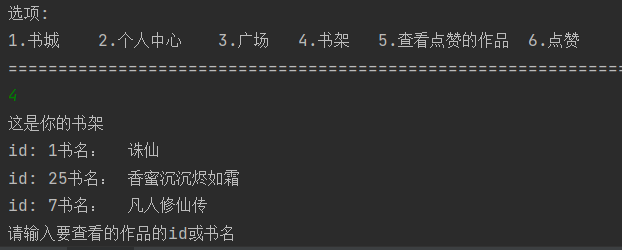 选项:
1.书城 2.个人中心 3.广场 4.书架 5.查看点赞的作品 6.点赞
==============================================================
4
这是你的书架
id: 1书名: 诛仙
id: 25书名: 香蜜沉沉烬如霜
id: 7书名: 凡人修仙传
请输入要查看的作品的id或书名